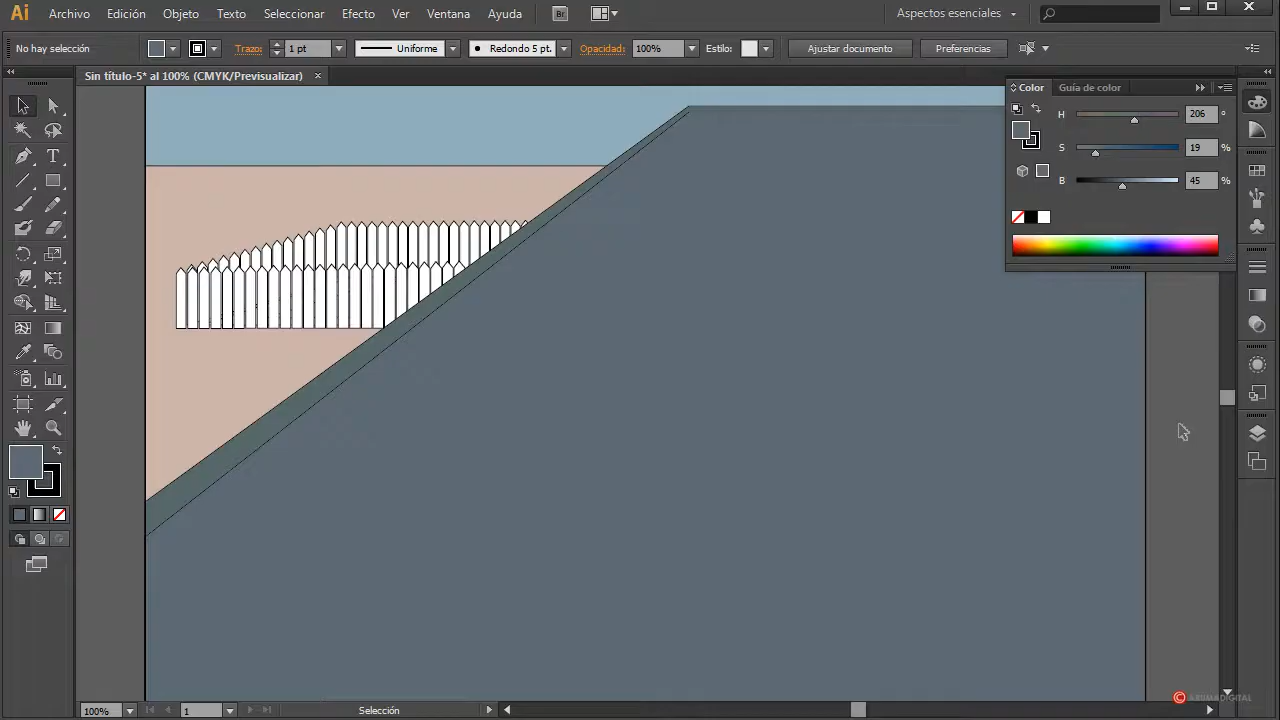 Ai Archivo Edición Objeto Texto Seleccionar Efecto Ver Ventana Ayuda Br Aspectos esenciales
No hay selección Trazo: 1 pt Uniforme Redondo 5 pt. Opacidad: 100% Estilo: Ajustar documento Preferencias
Sin título-5* al 100% (CMYK/Previsualizar)
Color Guía de color
H 206 °
S 19 %
B 45 %
100% 1 Selección
© ARUMADIGITAL